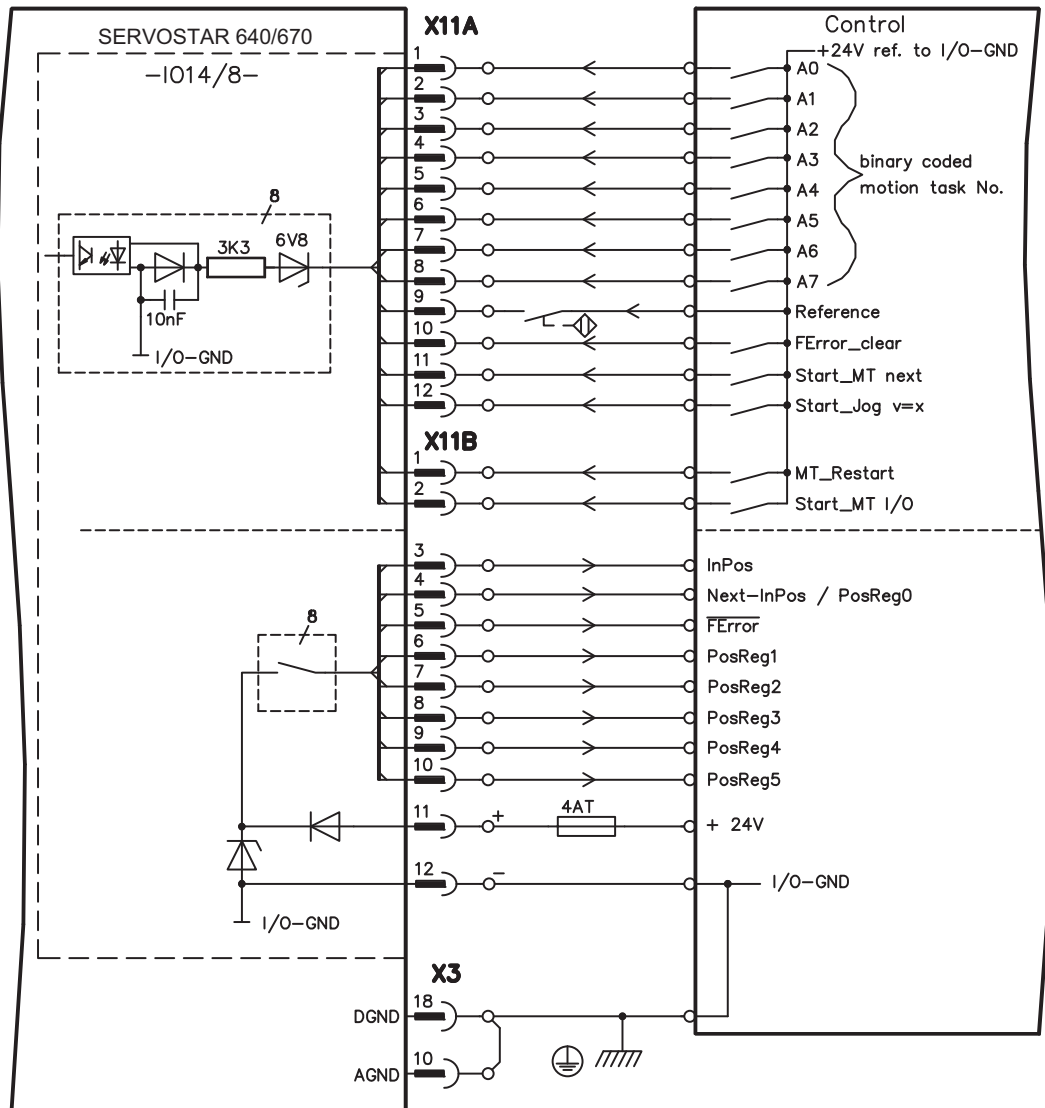 SERVOSTAR 640/670
-IO14/8-
X11A
Control
+24V ref. to I/O-GND
1
A0
2
A1
3
A2
4
A3
binary coded
motion task No.
5
A4
6
A5
7
A6
8
A7
9
Reference
10
FError_clear
11
Start_MT next
12
Start_Jog v=x
8
3K3
6V8
10nF
I/O-GND
X11B
1
MT_Restart
2
Start_MT I/O
3
InPos
4
Next-InPos / PosReg0
5
FError
6
PosReg1
7
PosReg2
8
PosReg3
9
PosReg4
10
PosReg5
8
11
+
4AT
+ 24V
12
-
I/O-GND
I/O-GND
X3
DGND
18
AGND
10